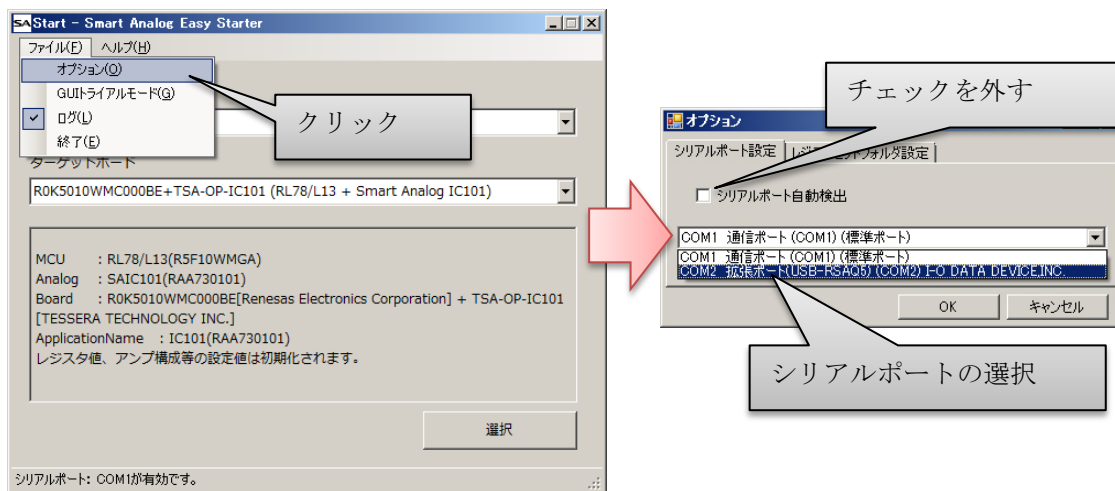 SA Start - Smart Analog Easy Starter
ファイル(F) ヘルプ(H)
オプション(O)
GUIトライアルモード(G)
ログ(L)
終了(E)
クリック
ターゲットボード
R0K5010WMC000BE+TSA-OP-IC101 (RL78/L13 + Smart Analog IC101)
MCU : RL78/L13(R5F10WMGA)
Analog : SAIC101(RAA730101)
Board : R0K5010WMC000BE[Renesas Electronics Corporation] + TSA-OP-IC101
[TESSERA TECHNOLOGY INC.]
ApplicationName : IC101(RAA730101)
レジスタ値、アンプ構成等の設定値は初期化されます。
選択
シリアルポート: COM1が有効です。
チェックを外す
オプション
シリアルポート設定
フォルダ設定
シリアルポート自動検出
COM1 通信ポート (COM1) (標準ポート)
COM1 通信ポート (COM1) (標準ポート)
COM2 拡張ポート(USB-RSAQ5) (COM2) I-O DATA DEVICE,INC.
OK キャンセル
シリアルポートの選択